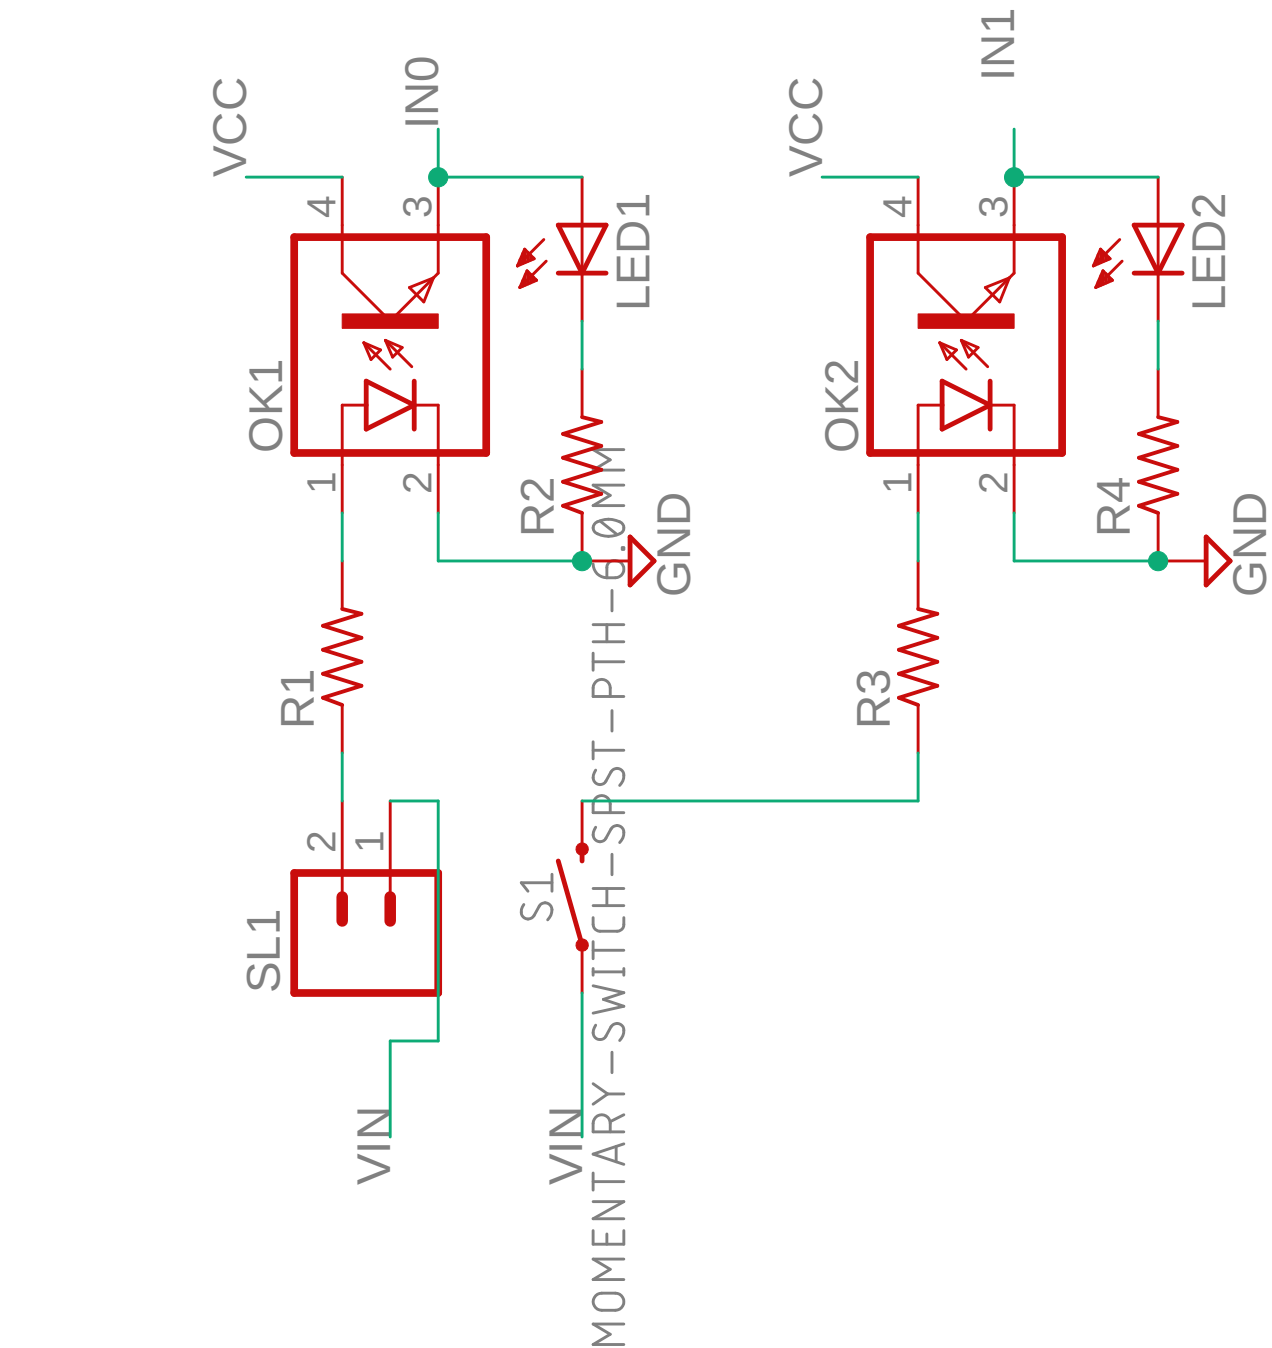 VCC
IN0
4
3
LED1
OK1
1
2
R2
GND
R1
2
1
SL1
VIN
S1
VIN
MOMENTARY-SWITCH-SPST-PTH-6.0MM
VCC
IN1
4
3
LED2
OK2
1
2
R4
GND
R3